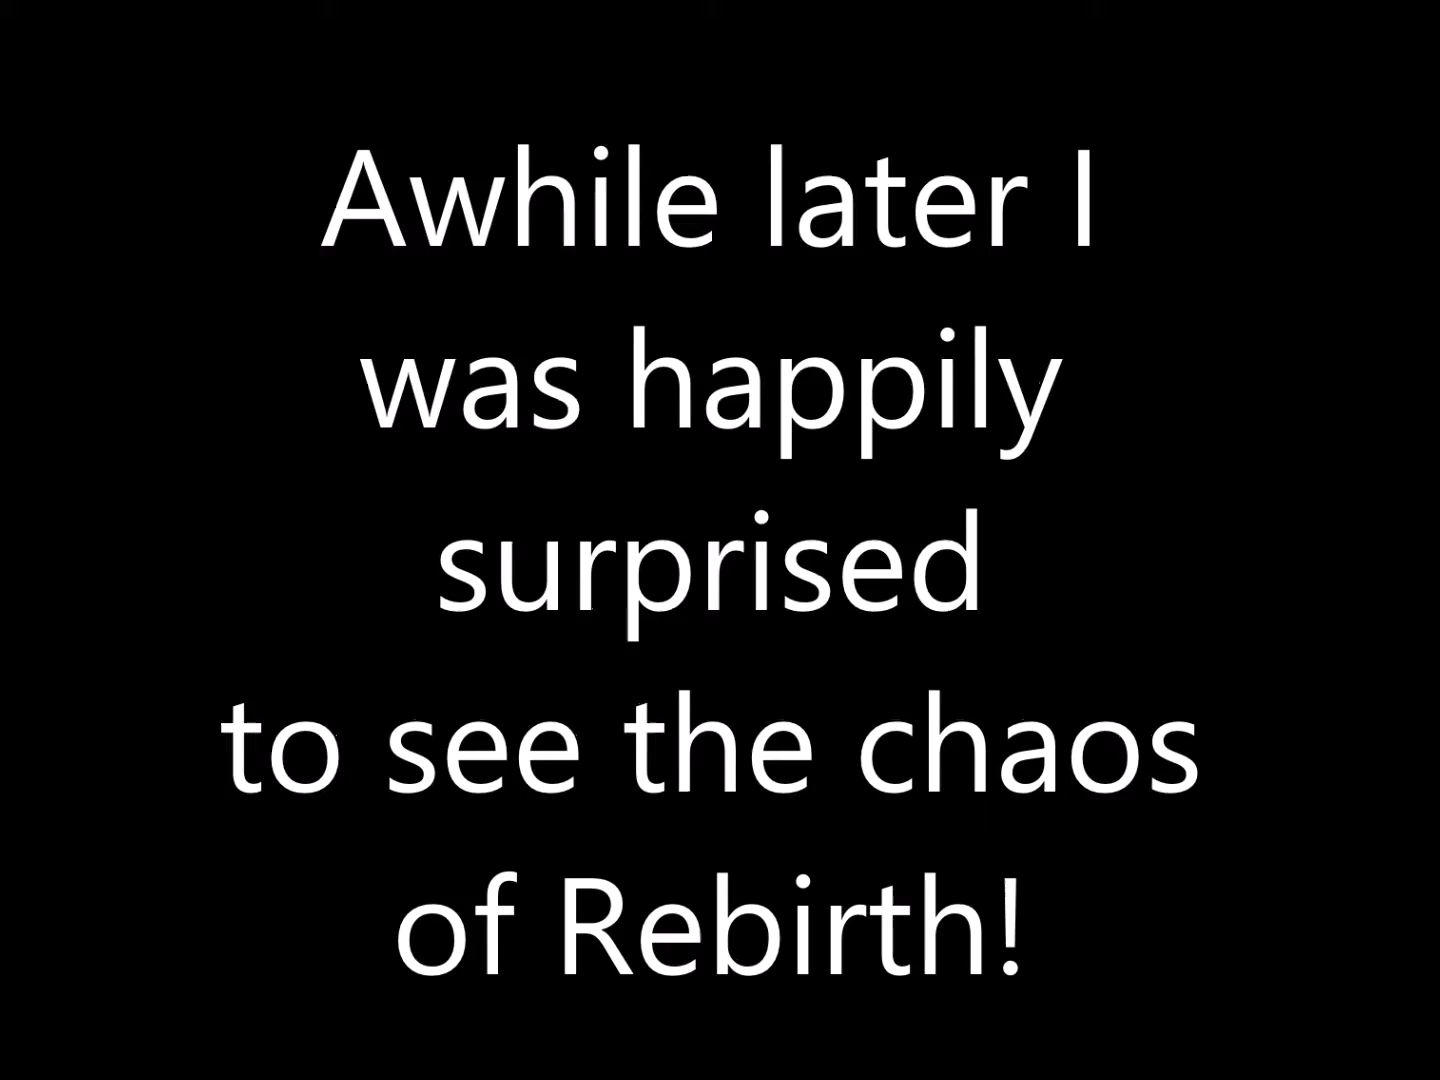 Awhile later I
was happily
surprised
to see the chaos
of Rebirth!